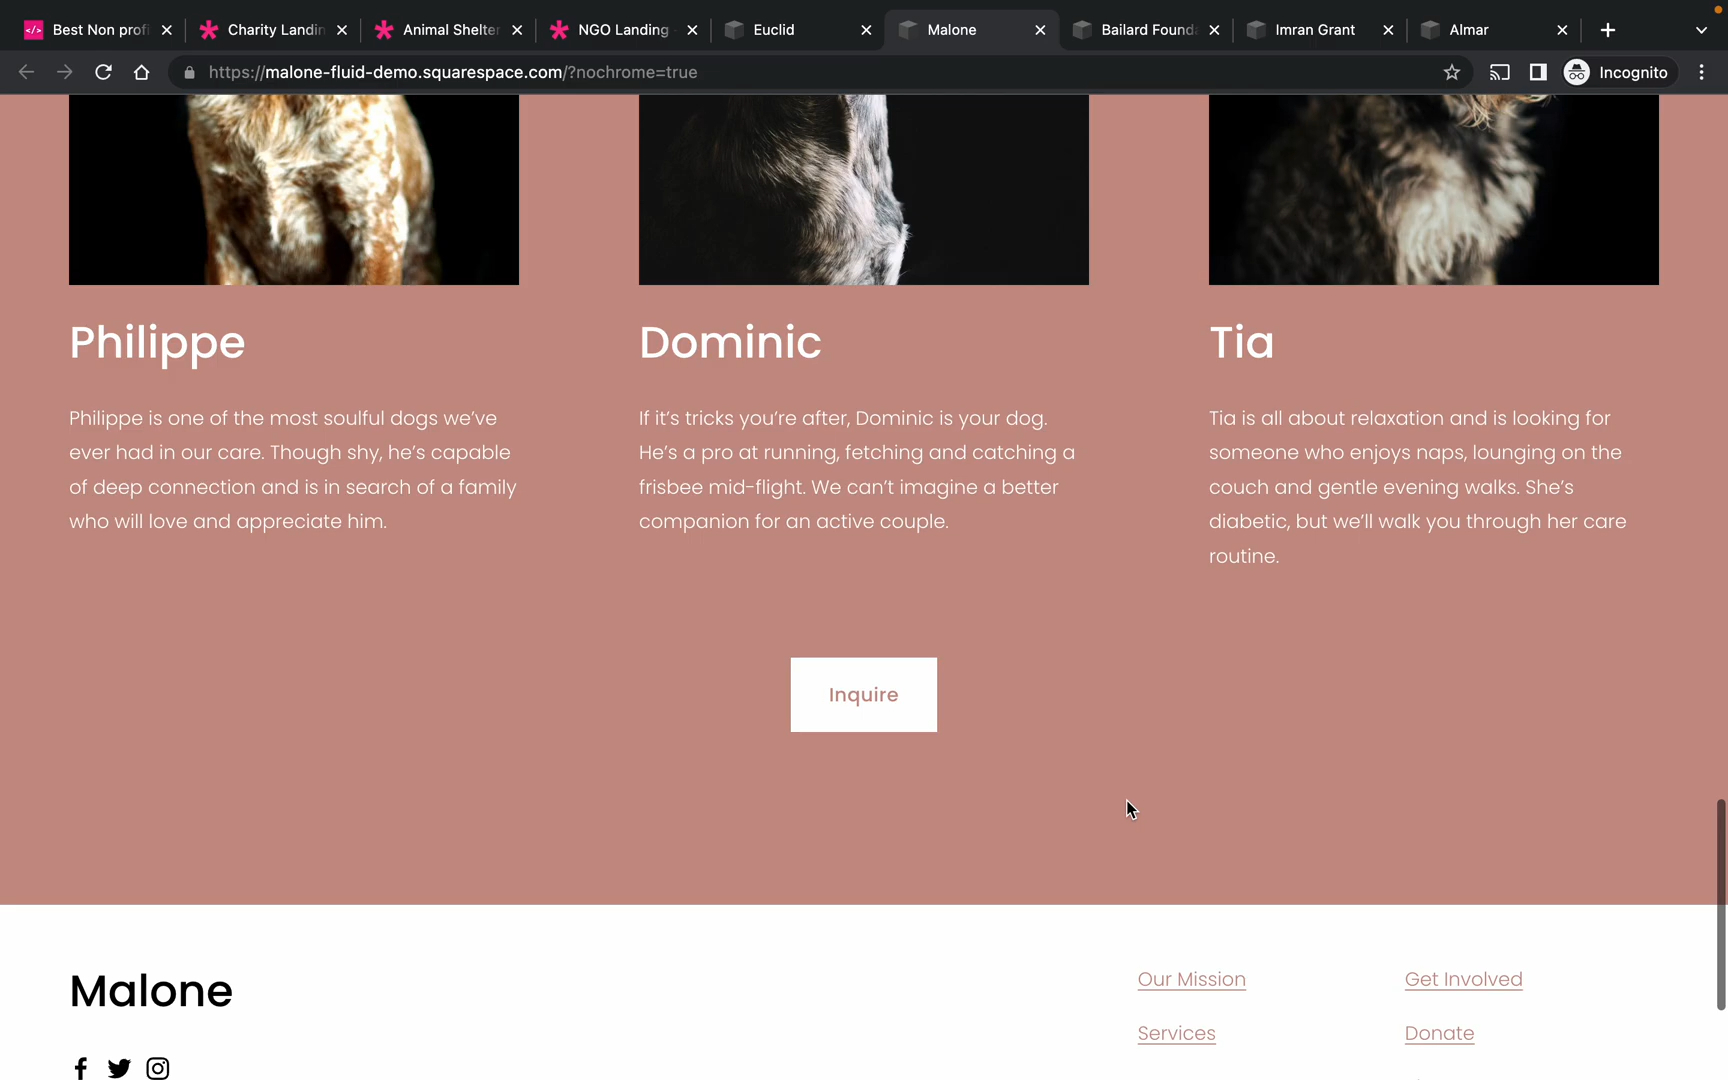 Best Non profi
Charity Landin
Animal Shelter
NGO Landing
Euclid
Malone
Bailard Founda
Imran Grant
Almar
https://malone-fluid-demo.squarespace.com/?nochrome=true
Incognito
Philippe
Philippe is one of the most soulful dogs we've
ever had in our care. Though shy, he's capable
of deep connection and is in search of a family
who will love and appreciate him.
Dominic
If it's tricks you're after, Dominic is your dog.
He's a pro at running, fetching and catching a
frisbee mid-flight. We can't imagine a better
companion for an active couple.
Tia
Tia is all about relaxation and is looking for
someone who enjoys naps, lounging on the
couch and gentle evening walks. She's
diabetic, but we'll walk you through her care
routine.
Inquire
Malone
Our Mission
Get Involved
Services
Donate